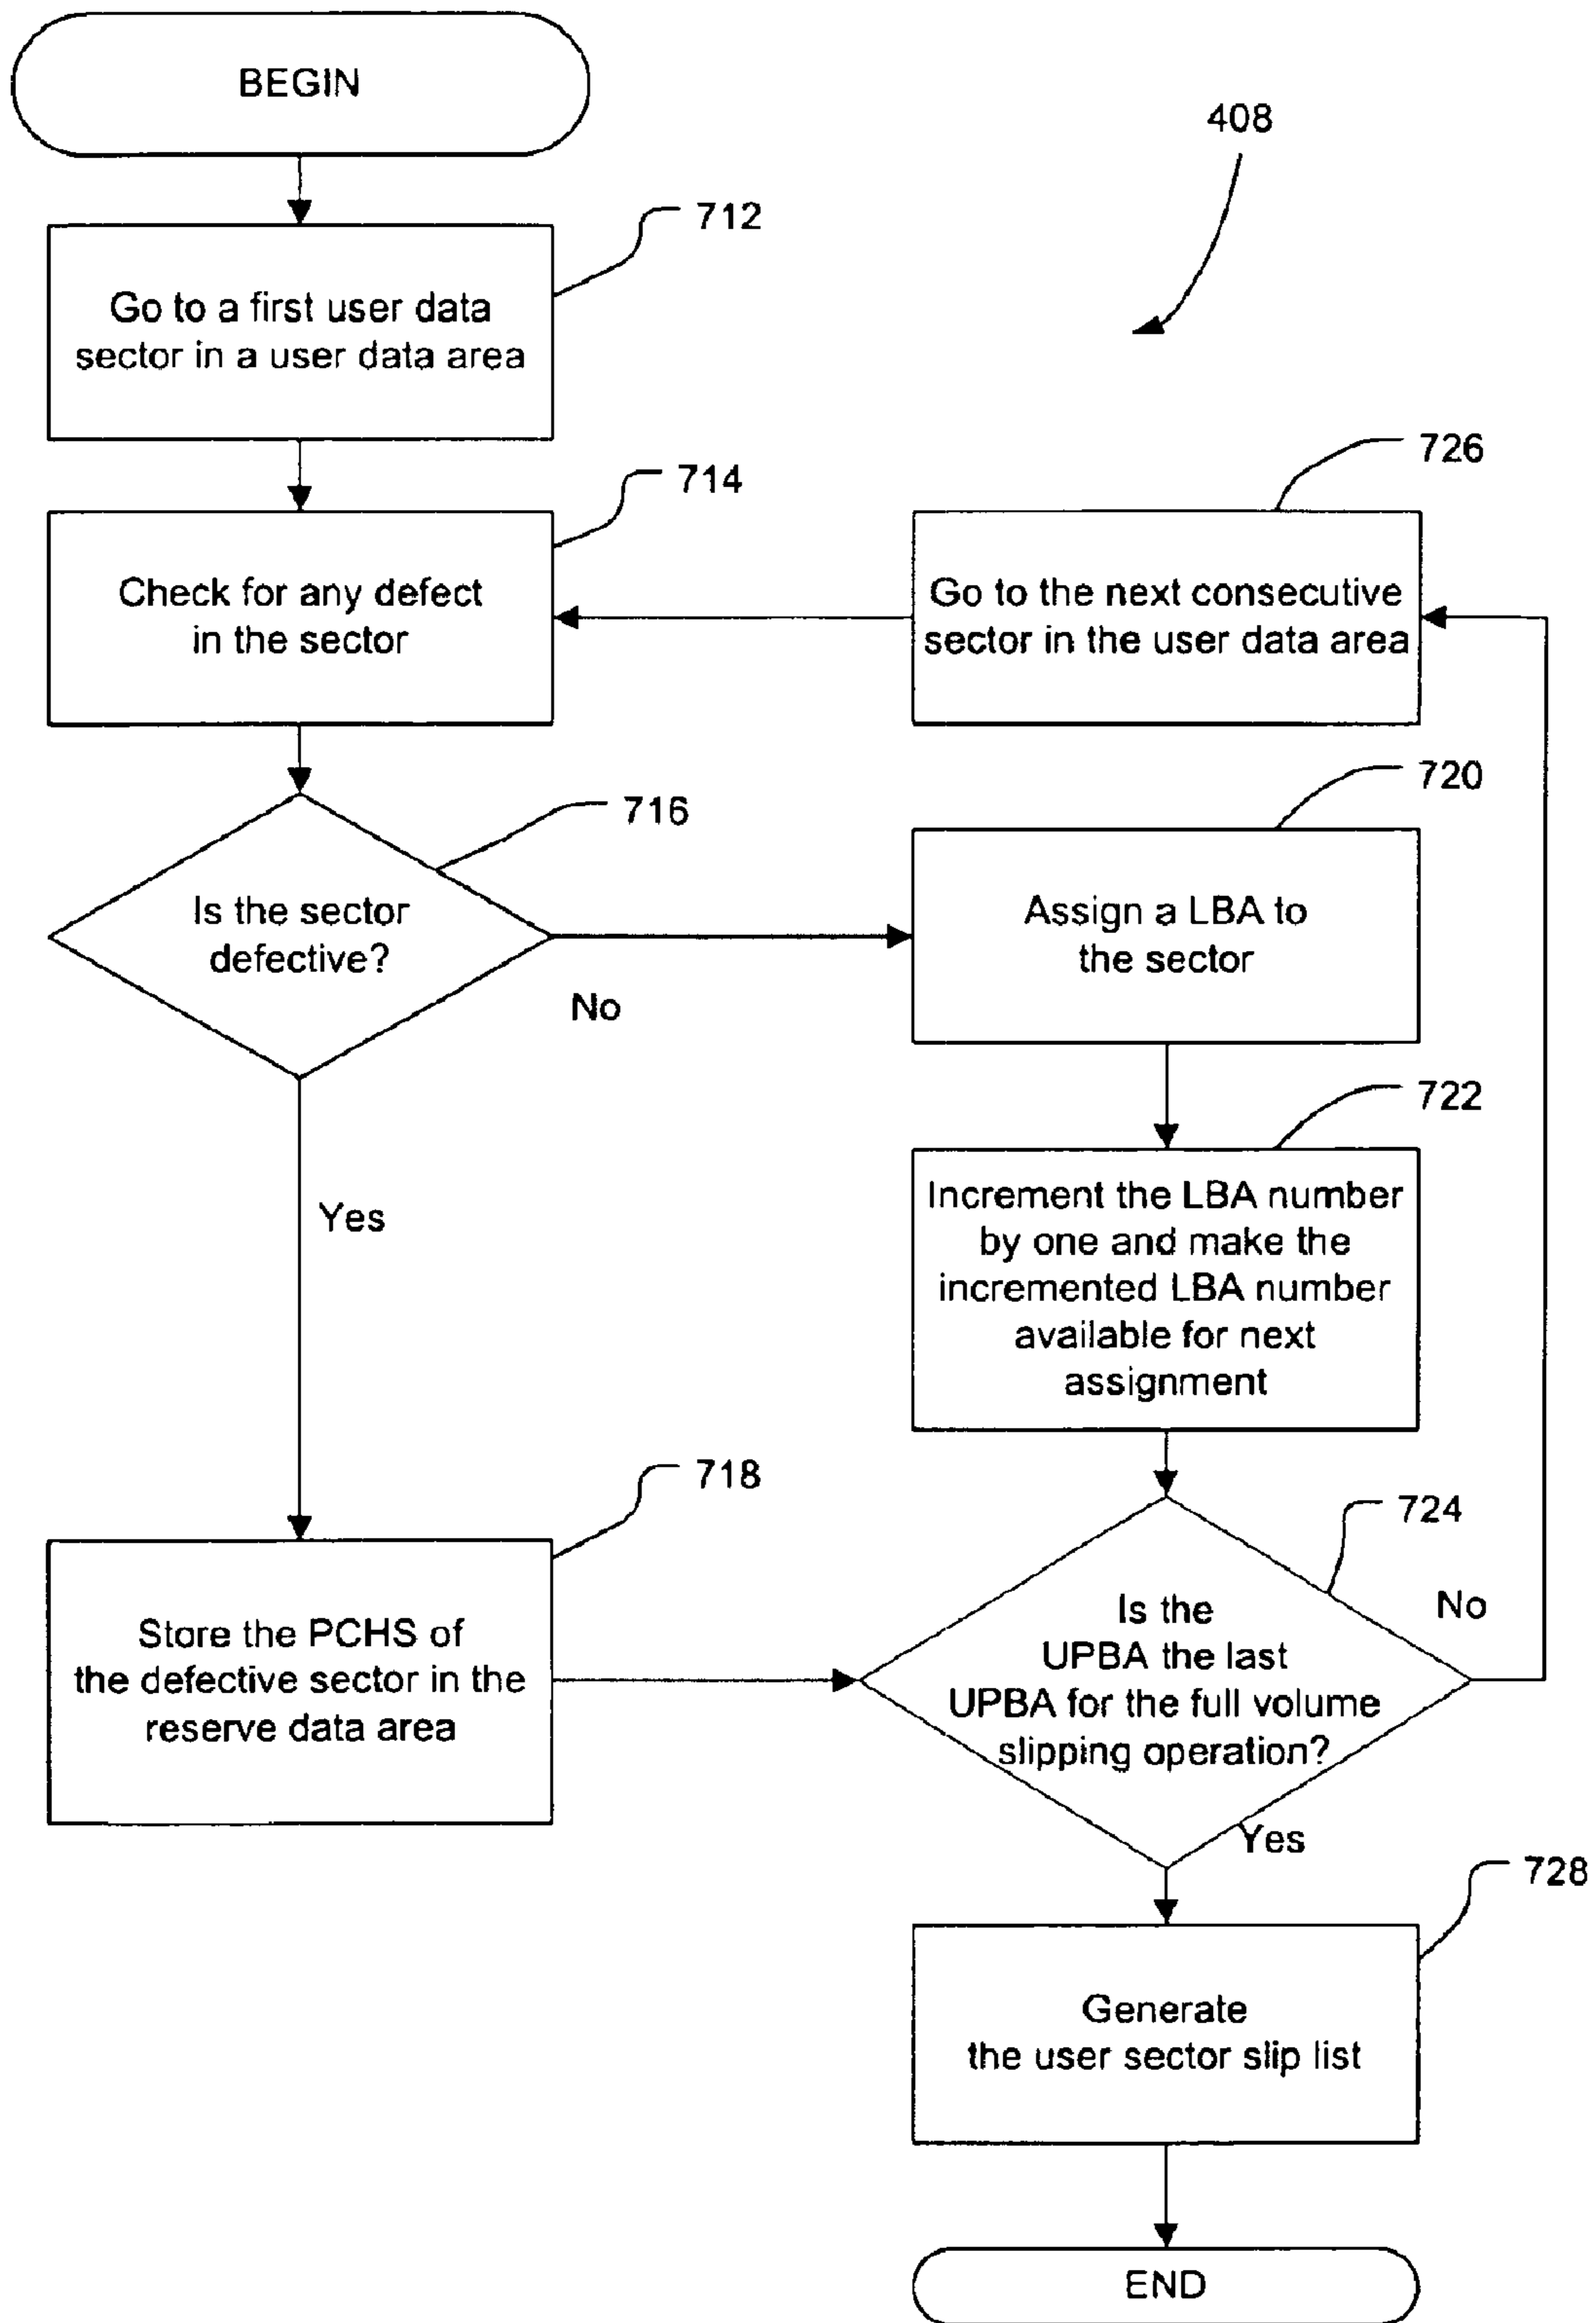 BEGIN
408
712
Go to a first user data
sector in a user data area
714
Check for any defect
in the sector
726
Go to the next consecutive
sector in the user data area
716
Is the sector
defective?
No
Yes
720
Assign a LBA to
the sector
722
Increment the LBA number
by one and make the
incremented LBA number
available for next
assignment
718
Store the PCHS of
the defective sector in the
reserve data area
724
Is the
UPBA the last
UPBA for the full volume
slipping operation?
No
Yes
728
Generate
the user sector slip list
END